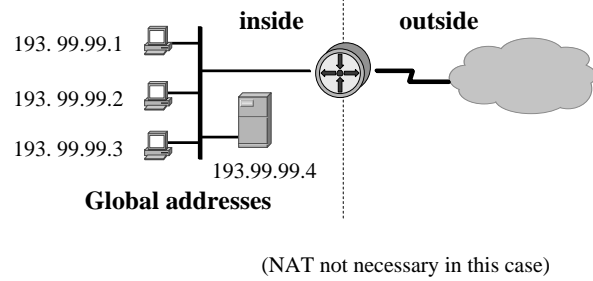 inside
outside
193. 99.99.1
193. 99.99.2
193. 99.99.3
193.99.99.4
Global addresses
(NAT not necessary in this case)